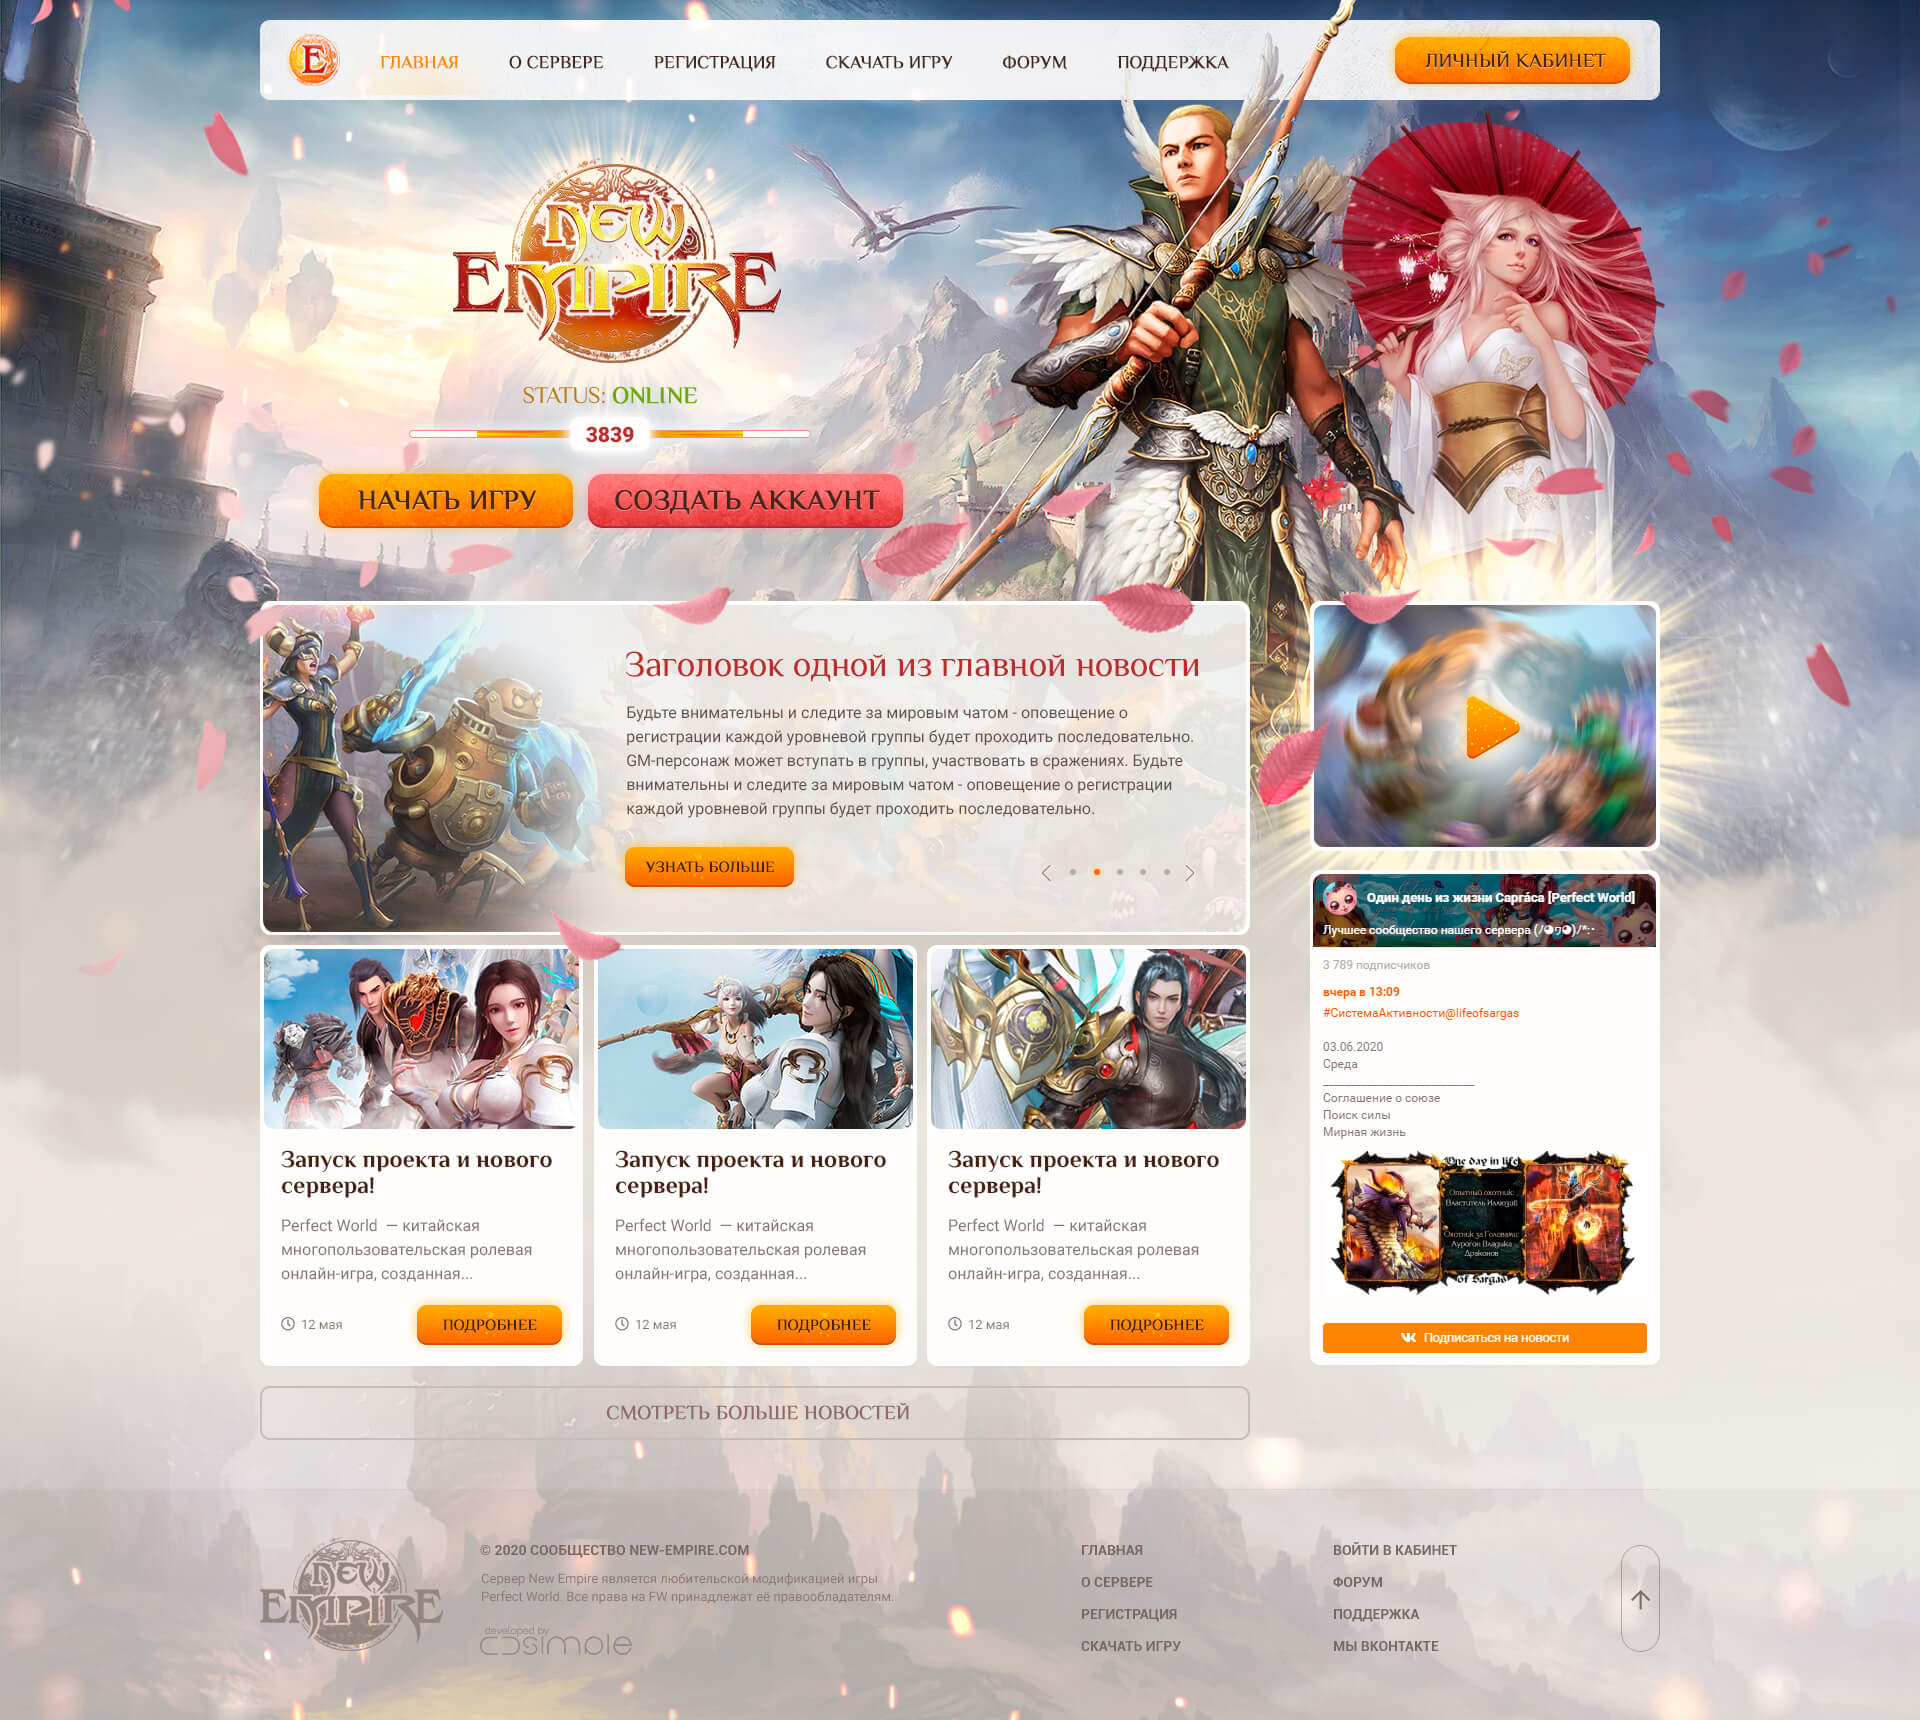 E
ГЛАВНАЯ
О СЕРВЕРЕ
РЕГИСТРАЦИЯ
СКАЧАТЬ ИГРУ
ФОРУМ
ПОДДЕРЖКА
ЛИЧНЫЙ КАБИНЕТ
NEW
EMPIRE
STATUS: ONLINE
3839
НАЧАТЬ ИГРУ
СОЗДАТЬ АККАУНТ
Заголовок одной из главной новости
Будьте внимательны и следите за мировым чатом - оповещение о
регистрации каждой уровневой группы будет проходить последовательно.
GM-персонаж может вступать в группы, участвовать в сражениях. Будьте
внимательны и следите за мировым чатом - оповещение о регистрации
каждой уровневой группы будет проходить последовательно.
УЗНАТЬ БОЛЬШЕ
Запуск проекта и нового
сервера!
Perfect World — китайская
многопользовательская ролевая
онлайн-игра, созданная...
12 мая
ПОДРОБНЕЕ
Запуск проекта и нового
сервера!
Perfect World — китайская
многопользовательская ролевая
онлайн-игра, созданная...
12 мая
ПОДРОБНЕЕ
Запуск проекта и нового
сервера!
Perfect World — китайская
многопользовательская ролевая
онлайн-игра, созданная...
12 мая
ПОДРОБНЕЕ
СМОТРЕТЬ БОЛЬШЕ НОВОСТЕЙ
Один день из жизни Сарга́са [Perfect World]
Лучшее сообщество нашего сервера
3 789 подписчиков
вчера в 13:09
#СистемаАктивности@lifeofsargas
03.06.2020
Среда
Соглашение о союзе
Поиск силы
Мирная жизнь
One day in life
Опытный охотник:
Властитель Иллюзий
Охотник за Головами:
Аурогон Владыка
Драконов
Of Sargas
Подписаться на новости
NEW
EMPIRE
© 2020 СООБЩЕСТВО NEW-EMPIRE.COM
Сервер New Empire является любительской модификацией игры
Perfect World. Все права на FW принадлежат её правообладателям.
developed by
simple
ГЛАВНАЯ
О СЕРВЕРЕ
РЕГИСТРАЦИЯ
СКАЧАТЬ ИГРУ
ВОЙТИ В КАБИНЕТ
ФОРУМ
ПОДДЕРЖКА
МЫ ВКОНТАКТЕ